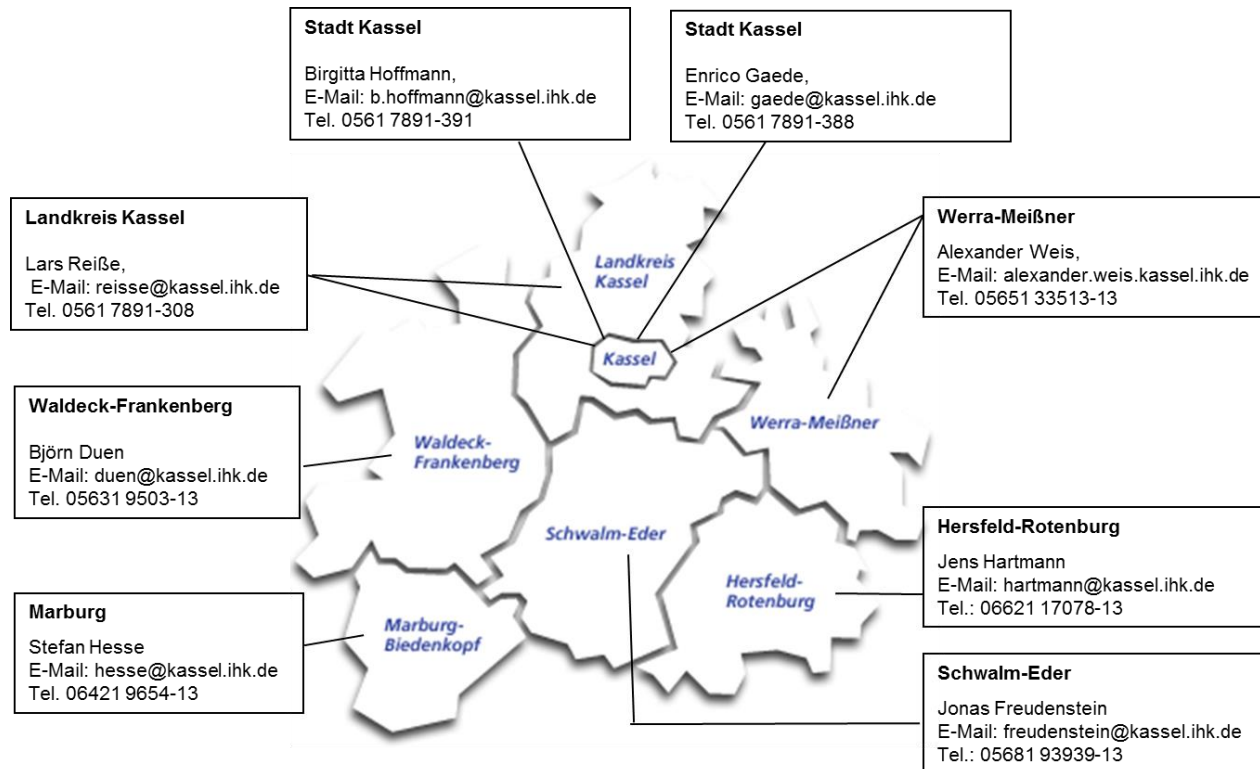 Stadt Kassel
Birgitta Hoffmann,
E-Mail: b.hoffmann@kassel.ihk.de
Tel. 0561 7891-391
Stadt Kassel
Enrico Gaede,
E-Mail: gaede@kassel.ihk.de
Tel. 0561 7891-388
Landkreis Kassel
Lars Reiße,
E-Mail: reisse@kassel.ihk.de
Tel. 0561 7891-308
Werra-Meißner
Alexander Weis,
E-Mail: alexander.weis.kassel.ihk.de
Tel. 05651 33513-13
Landkreis
Kassel
Kassel
Waldeck-Frankenberg
Björn Duen
E-Mail: duen@kassel.ihk.de
Tel. 05631 9503-13
Waldeck-
Frankenberg
Werra-Meißner
Schwalm-Eder
Hersfeld-
Rotenburg
Marburg-
Biedenkopf
Hersfeld-Rotenburg
Jens Hartmann
E-Mail: hartmann@kassel.ihk.de
Tel.: 06621 17078-13
Marburg
Stefan Hesse
E-Mail: hesse@kassel.ihk.de
Tel. 06421 9654-13
Schwalm-Eder
Jonas Freudenstein
E-Mail: freudenstein@kassel.ihk.de
Tel.: 05681 93939-13